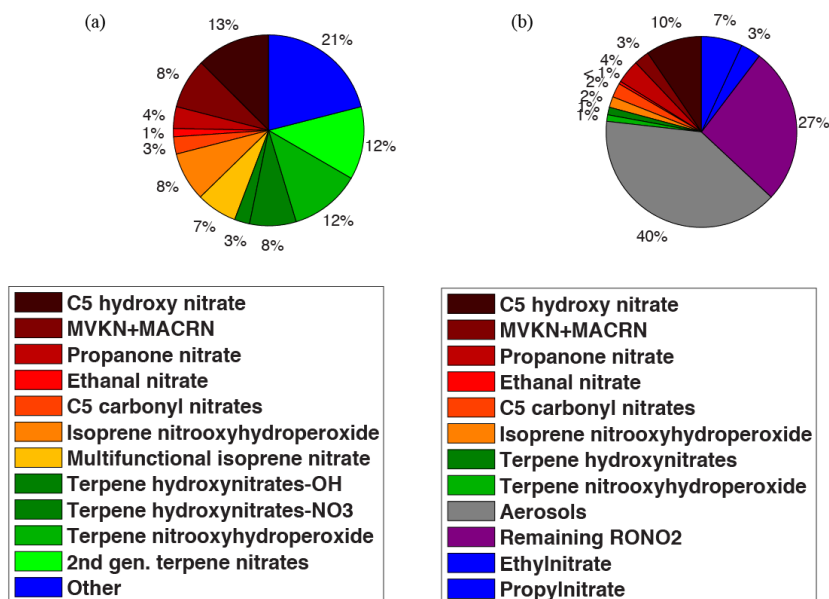 (a)
13%
21%
8%
4%
1%
3%
12%
8%
7%
3%
8%
12%
(b)
10%
7%
3%
3%
4%
< 1%
2%
2%
1%
1%
27%
40%
C5 hydroxy nitrate
MVKN+MACRN
Propanone nitrate
Ethanal nitrate
C5 carbonyl nitrates
Isoprene nitrooxyhydroperoxide
Multifunctional isoprene nitrate
Terpene hydroxynitrates-OH
Terpene hydroxynitrates-NO3
Terpene nitrooxyhydroperoxide
2nd gen. terpene nitrates
Other
C5 hydroxy nitrate
MVKN+MACRN
Propanone nitrate
Ethanal nitrate
C5 carbonyl nitrates
Isoprene nitrooxyhydroperoxide
Terpene hydroxynitrates
Terpene nitrooxyhydroperoxide
Aerosols
Remaining RONO2
Ethylnitrate
Propylnitrate